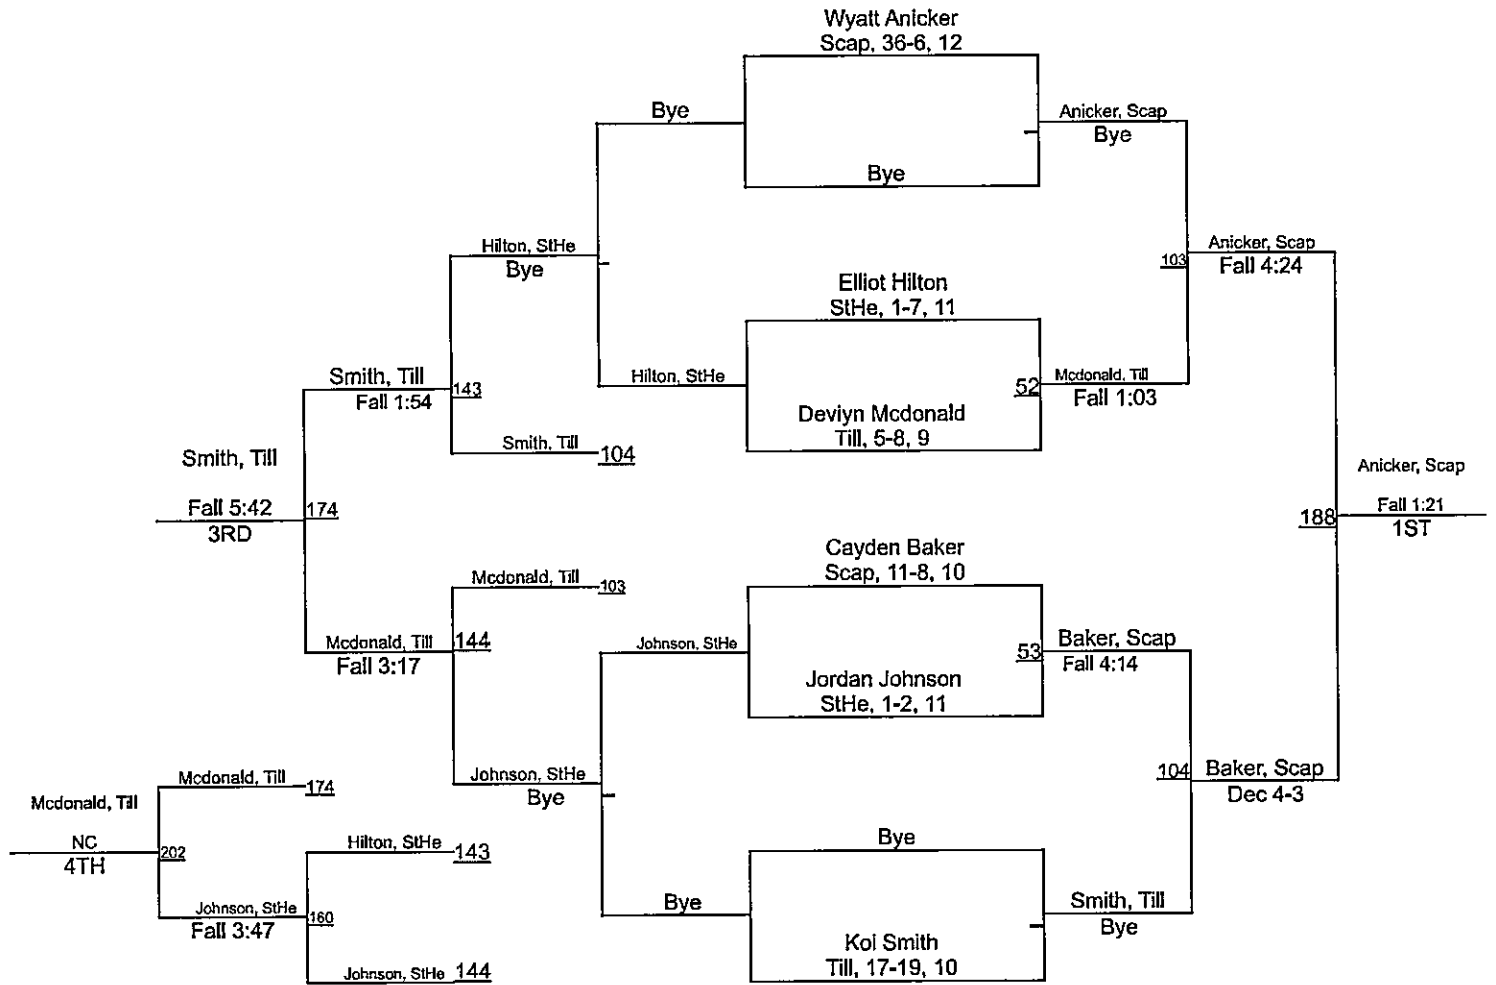 Wyatt Anicker
Scap, 36-6, 12
Bye
Anicker, Scap
Bye
Bye
Hilton, StHe
Bye
Anicker, Scap
103
Fall 4:24
Elliot Hilton
StHe, 1-7, 11
Smith, Till
143
Fall 1:54
Hilton, StHe
52
Mcdonald, Till
Fall 1:03
Deviyn Mcdonald
Till, 5-8, 9
Smith, Till
104
Smith, Till
Fall 5:42
174
3RD
Anicker, Scap
Fall 1:21
188
1ST
Cayden Baker
Scap, 11-8, 10
Mcdonald, Till
103
Mcdonald, Till
144
Fall 3:17
Johnson, StHe
53
Baker, Scap
Fall 4:14
Jordan Johnson
StHe, 1-2, 11
Johnson, StHe
Bye
104
Baker, Scap
Dec 4-3
Mcdonald, Till
174
Mcdonald, Till
NC
202
4TH
Hilton, StHe
143
Bye
Johnson, StHe
160
Fall 3:47
Bye
Smith, Till
Bye
Koi Smith
Till, 17-19, 10
Johnson, StHe
144